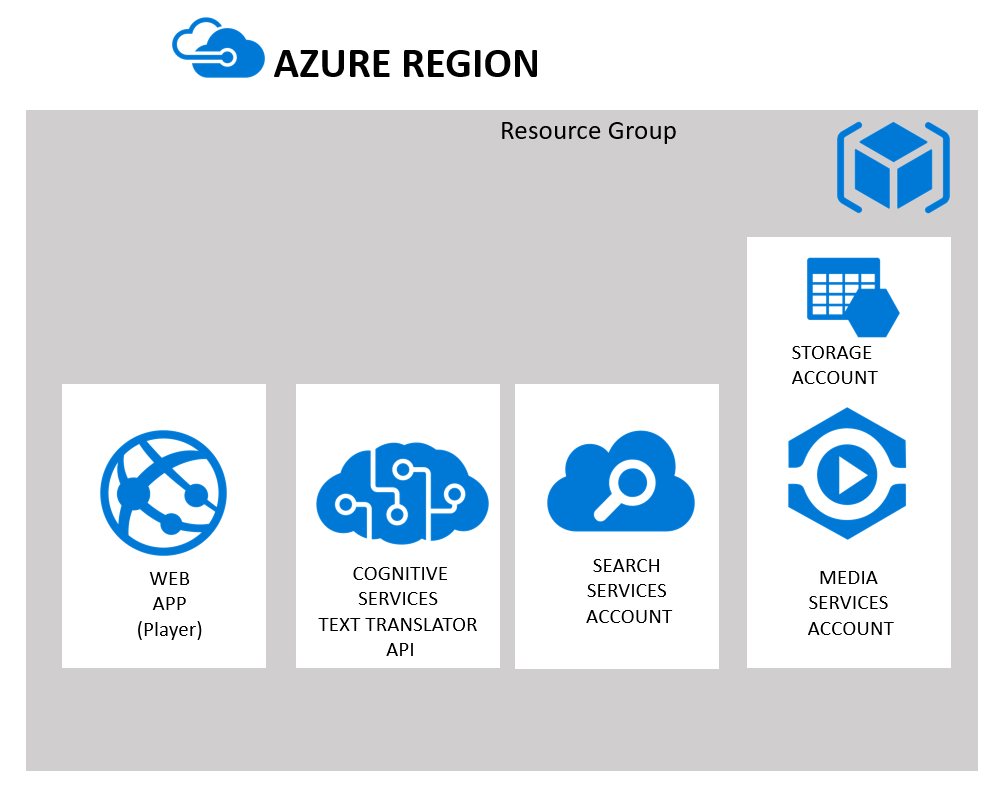 AZURE REGION
Resource Group
STORAGE
ACCOUNT
WEB
APP
(Player)
COGNITIVE
SERVICES
TEXT TRANSLATOR
API
SEARCH
SERVICES
ACCOUNT
MEDIA
SERVICES
ACCOUNT